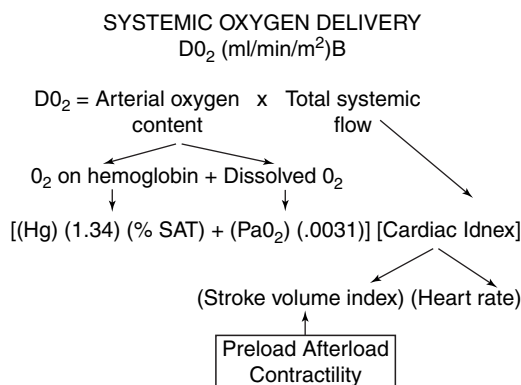 SYSTEMIC OXYGEN DELIVERY
D0₂ (ml/min/m²)B
D0₂ = Arterial oxygen content x Total systemic flow
0₂ on hemoglobin + Dissolved 0₂
[(Hg) (1.34) (% SAT) + (Pa0₂) (.0031)] [Cardiac Idnex]
(Stroke volume index) (Heart rate)
Preload Afterload
Contractility